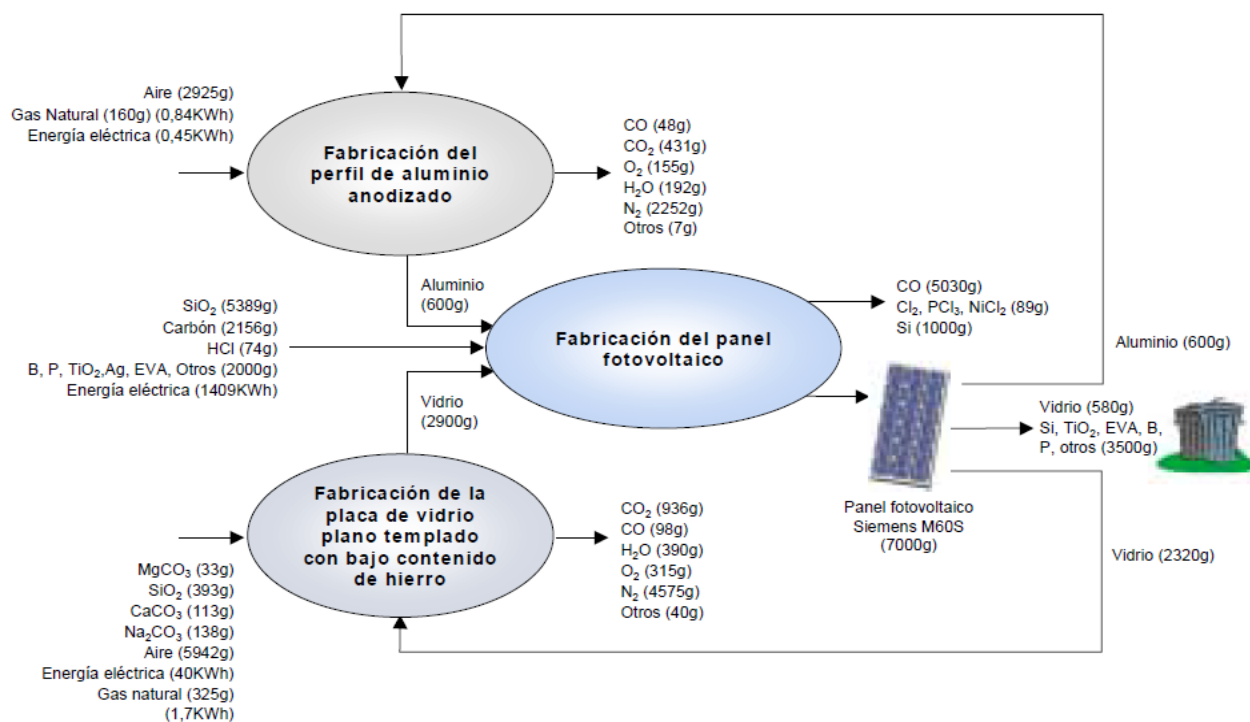 Aire (2925g)
Gas Natural (160g) (0,84KWh)
Energía eléctrica (0,45KWh)
Fabricación del
perfil de aluminio
anodizado
CO (48g)
CO₂ (431g)
O₂ (155g)
H₂O (192g)
N₂ (2252g)
Otros (7g)
Aluminio
(600g)
SiO₂ (5389g)
Carbón (2156g)
HCl (74g)
B, P, TiO₂,Ag, EVA, Otros (2000g)
Energía eléctrica (1409KWh)
Fabricación del panel
fotovoltaico
CO (5030g)
Cl₂, PCl₃, NiCl₂ (89g)
Si (1000g)
Aluminio (600g)
Vidrio
(2900g)
Vidrio (580g)
Si, TiO₂, EVA, B,
P, otros (3500g)
Panel fotovoltaico
Siemens M60S
(7000g)
Vidrio (2320g)
Fabricación de la
placa de vidrio
plano templado
con bajo contenido
de hierro
CO₂ (936g)
CO (98g)
H₂O (390g)
O₂ (315g)
N₂ (4575g)
Otros (40g)
MgCO₃ (33g)
SiO₂ (393g)
CaCO₃ (113g)
Na₂CO₃ (138g)
Aire (5942g)
Energía eléctrica (40KWh)
Gas natural (325g)
(1,7KWh)